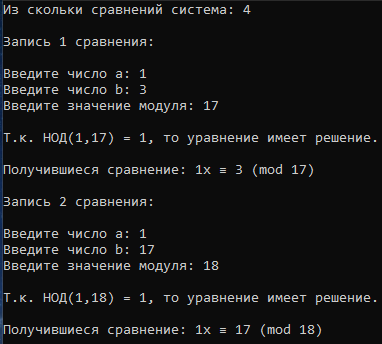 Из скольки сравнений система: 4
Запись 1 сравнения:
Введите число a: 1
Введите число b: 3
Введите значение модуля: 17
Т.к. НОД(1,17) = 1, то уравнение имеет решение.
Получившиеся сравнение: 1x ≡ 3 (mod 17)
Запись 2 сравнения:
Введите число a: 1
Введите число b: 17
Введите значение модуля: 18
Т.к. НОД(1,18) = 1, то уравнение имеет решение.
Получившиеся сравнение: 1x ≡ 17 (mod 18)